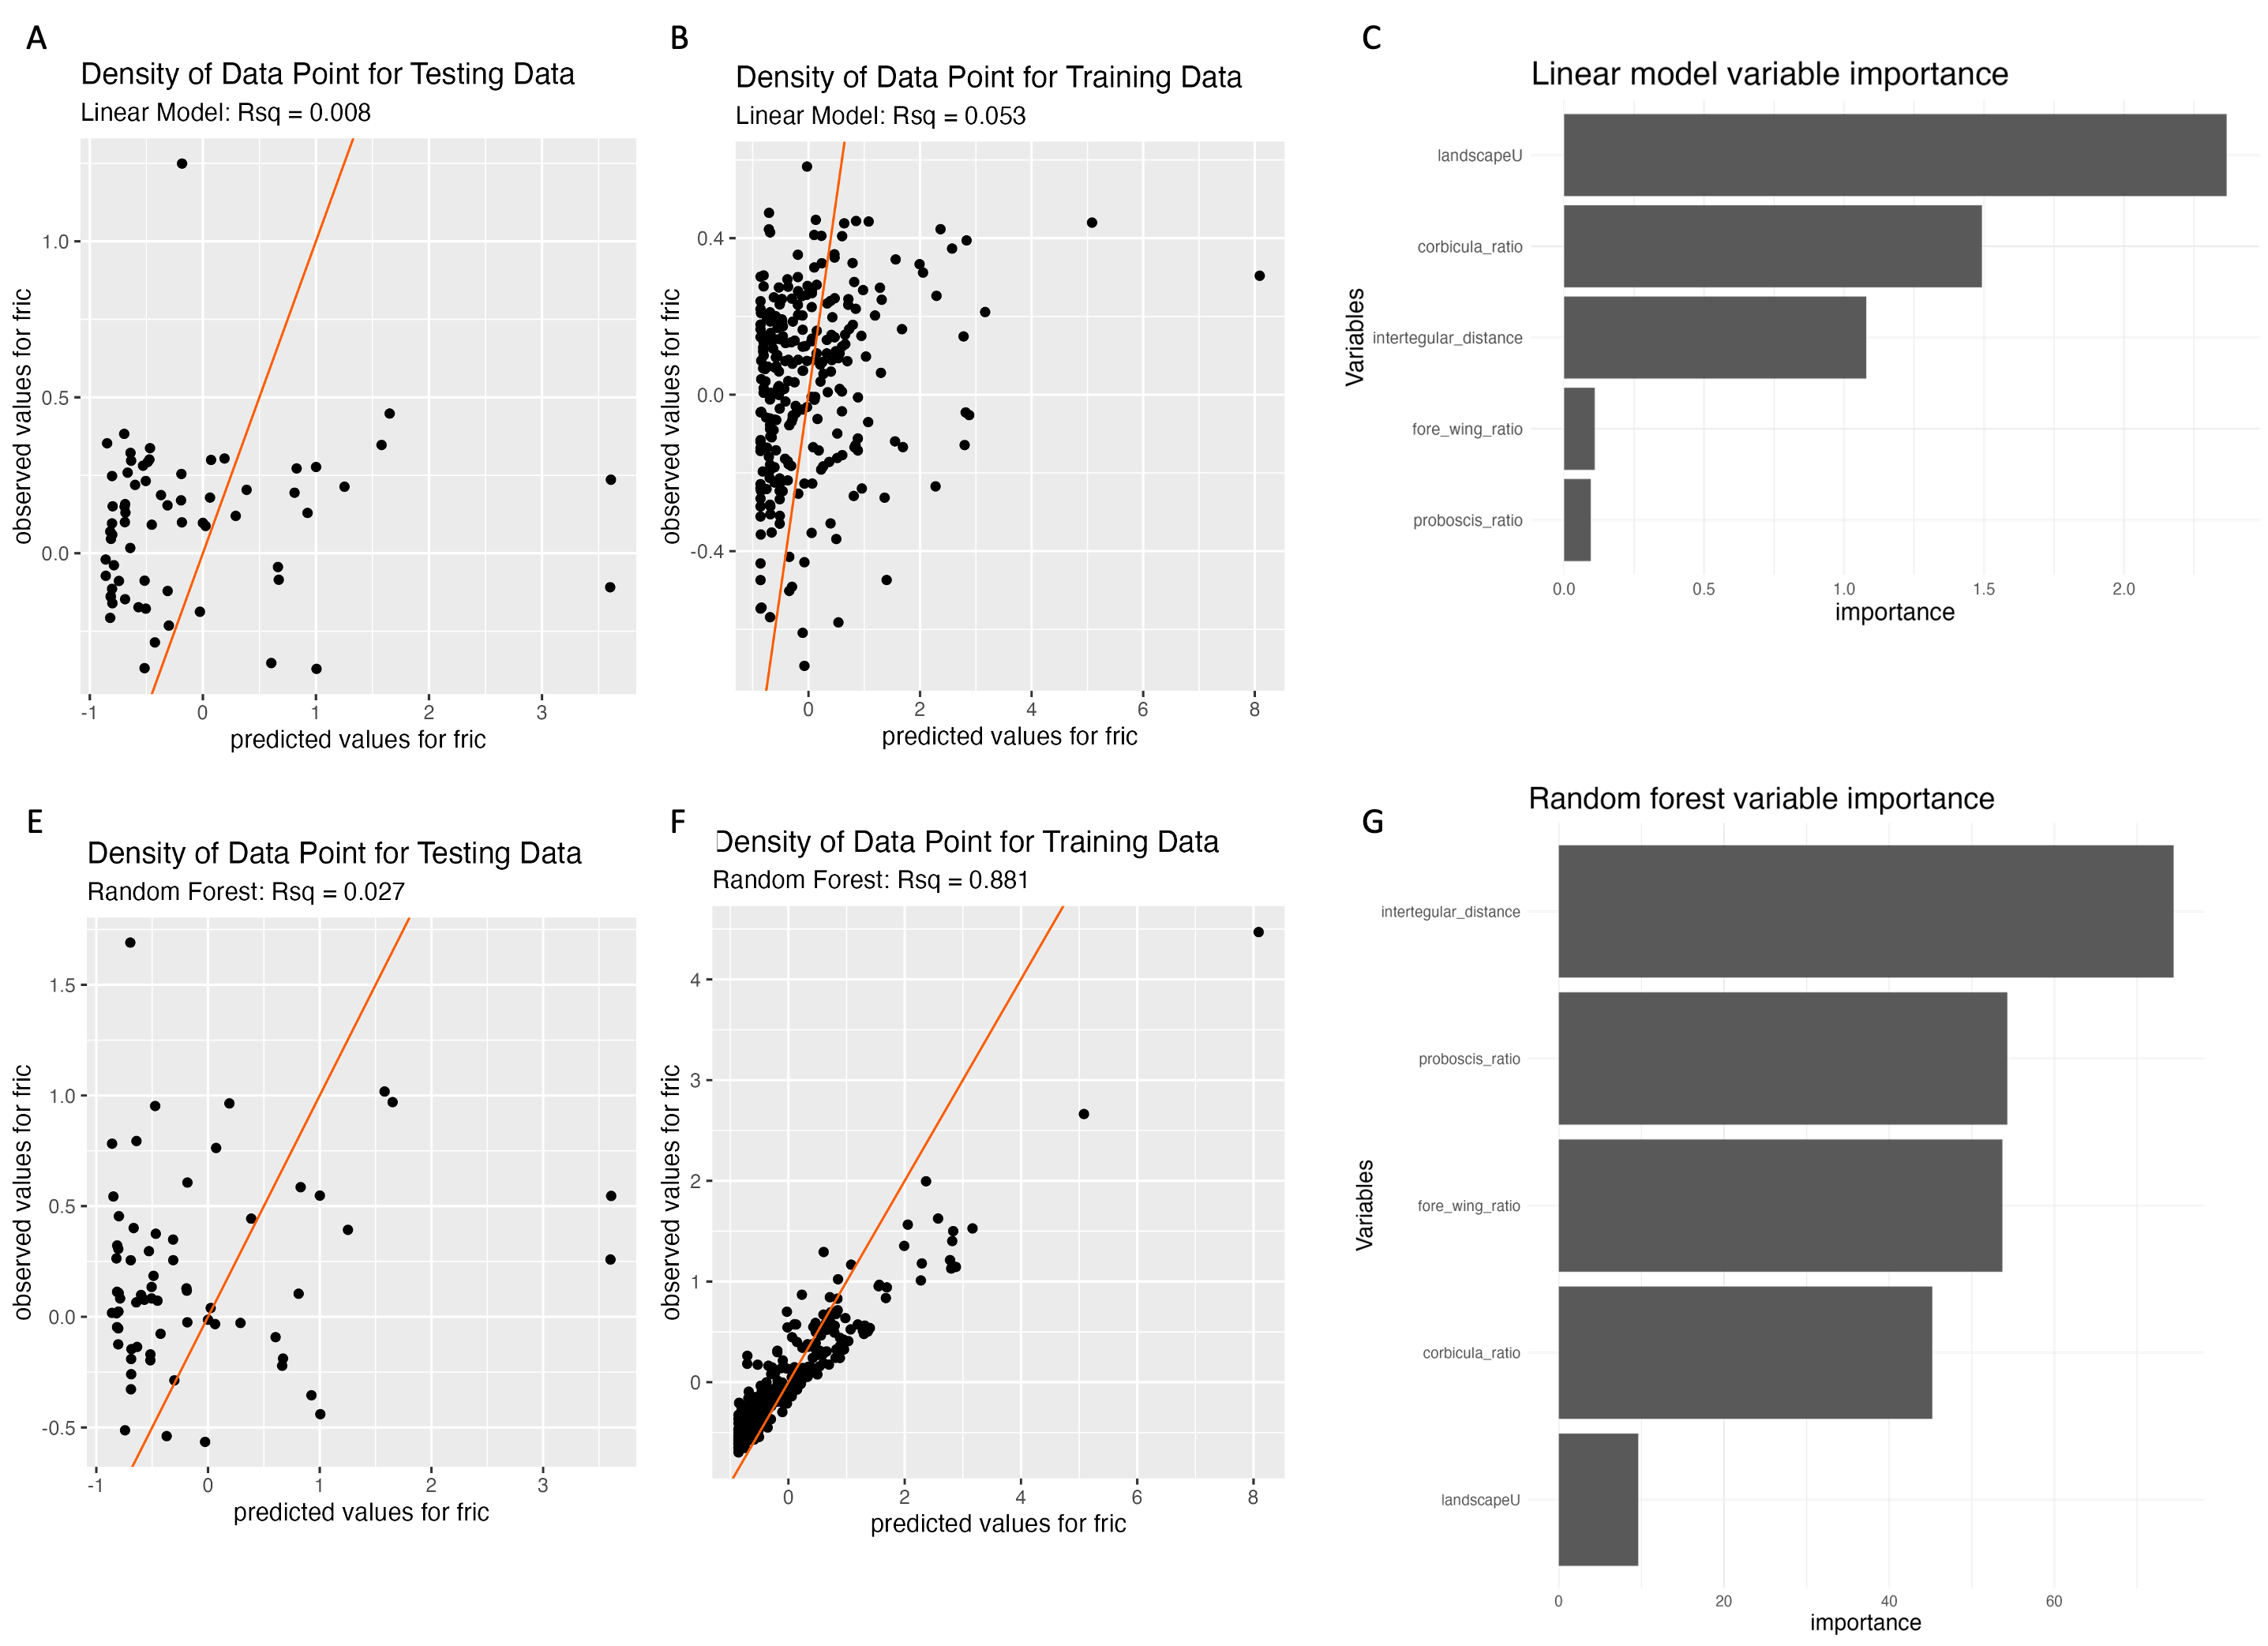 A
Density of Data Point for Testing Data
Linear Model: Rsq = 0.008
observed values for fric
1.0
0.5
0.0
-1
0
1
2
3
predicted values for fric
B
Density of Data Point for Training Data
Linear Model: Rsq = 0.053
observed values for fric
0.4
0.0
-0.4
0
2
4
6
8
predicted values for fric
C
Linear model variable importance
Variables
landscapeU
corbicula_ratio
intertegular_distance
fore_wing_ratio
proboscis_ratio
0.0
0.5
1.0
1.5
2.0
importance
E
Density of Data Point for Testing Data
Random Forest: Rsq = 0.027
observed values for fric
1.5
1.0
0.5
0.0
-0.5
-1
0
1
2
3
predicted values for fric
F
Density of Data Point for Training Data
Random Forest: Rsq = 0.881
observed values for fric
4
3
2
1
0
0
2
4
6
8
predicted values for fric
G
Random forest variable importance
Variables
intertegular_distance
proboscis_ratio
fore_wing_ratio
corbicula_ratio
landscapeU
0
20
40
60
importance